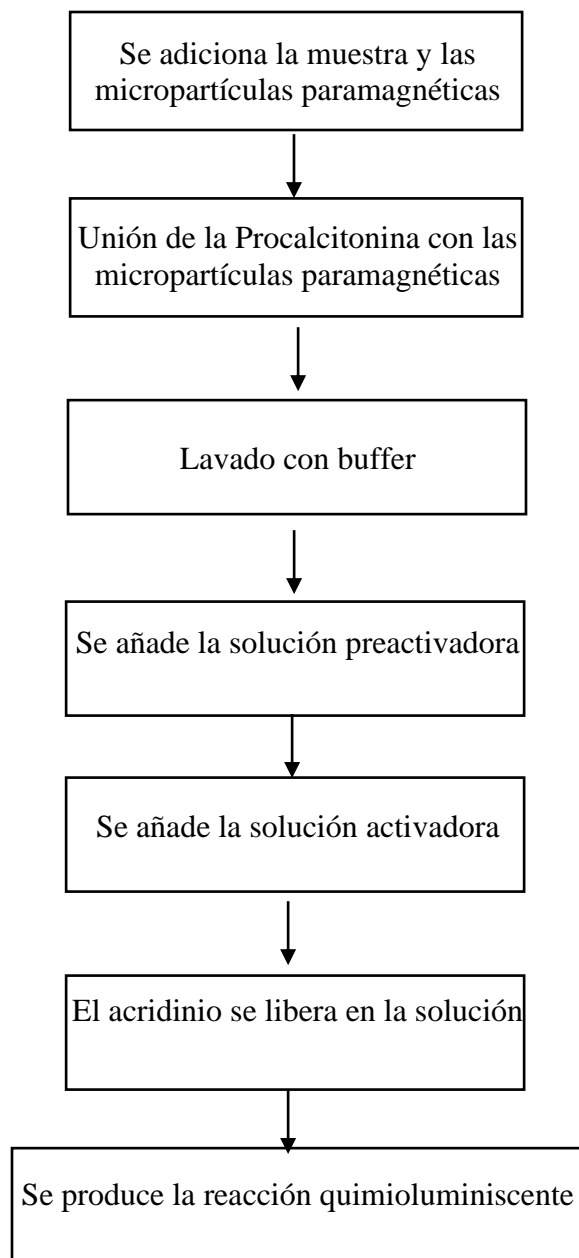 Se adiciona la muestra y las
micropartículas paramagnéticas
Unión de la Procalcitonina con las
micropartículas paramagnéticas
Lavado con buffer
Se añade la solución preactivadora
Se añade la solución activadora
El acridinio se libera en la solución
Se produce la reacción quimioluminiscente